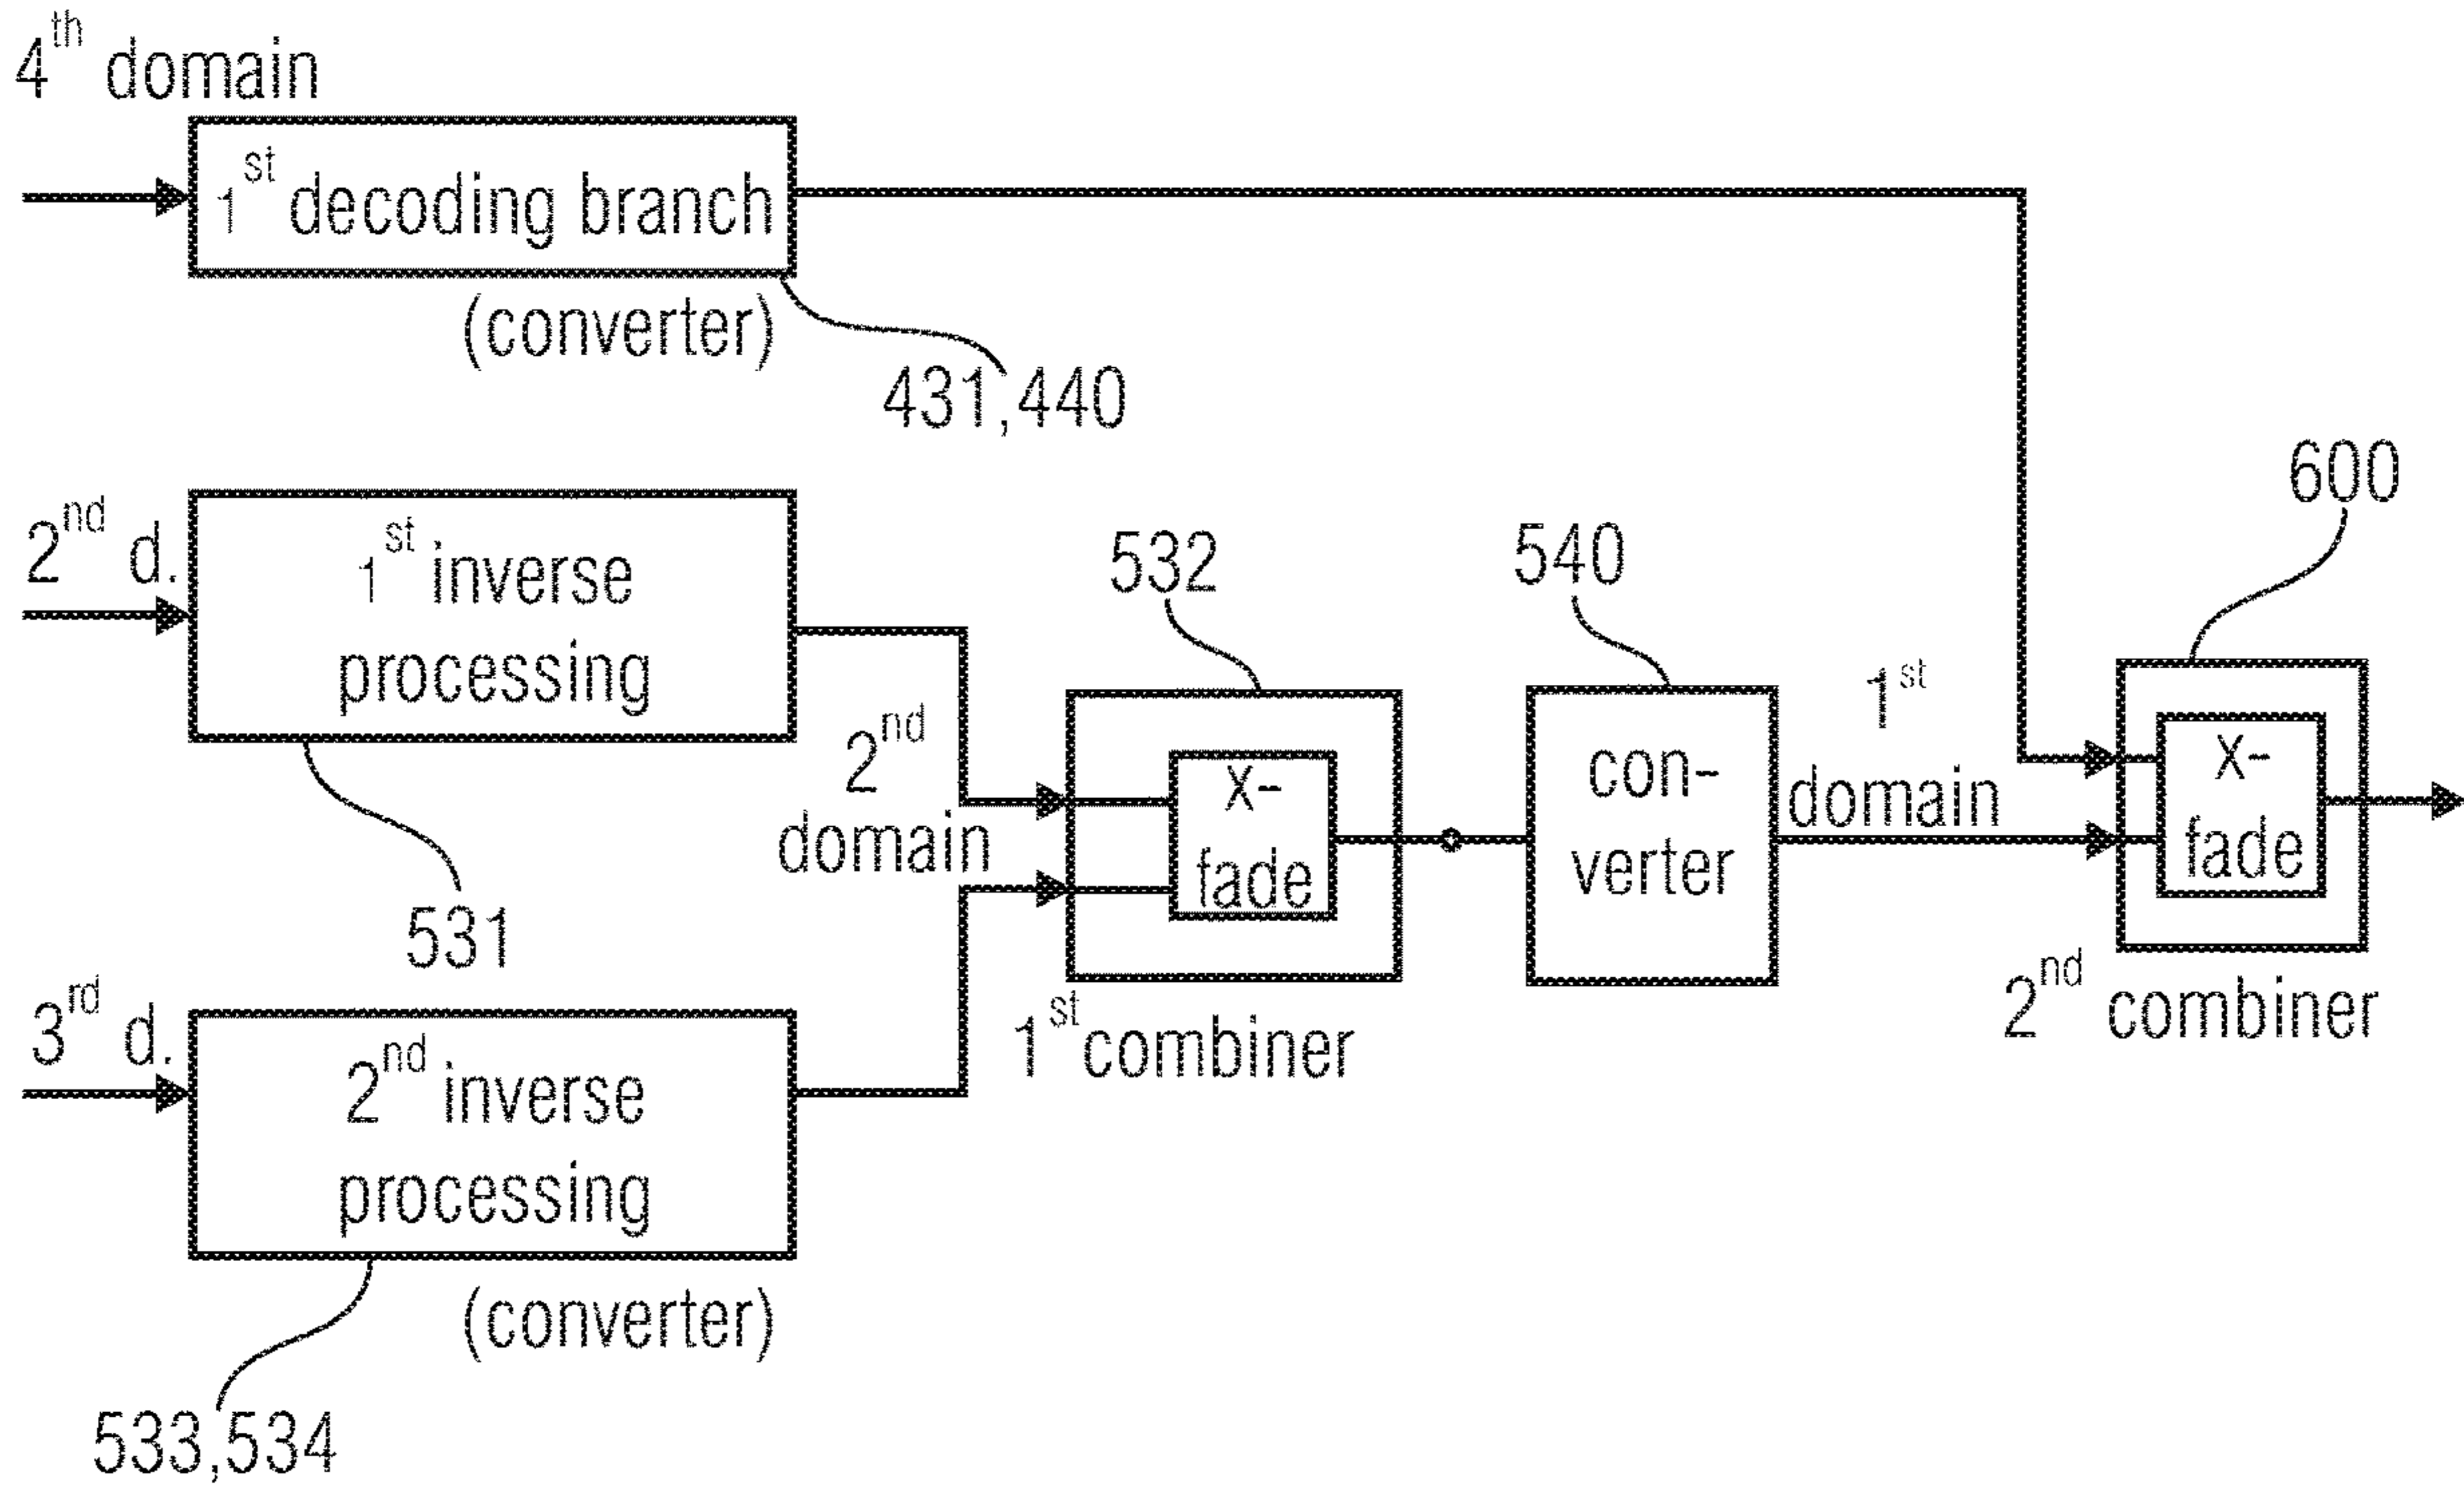 4th domain
1st decoding branch
(converter)
431,440
600
2nd d.
1st inverse
processing
532
540
531
2nd
domain
x-
fade
1st combiner
con-
verter
1st
domain
x-
fade
2nd combiner
3rd d.
2nd inverse
processing
(converter)
533,534